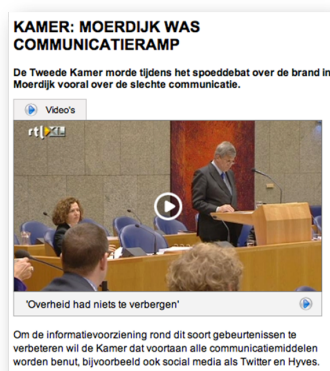 KAMER: MOERDIJK WAS
COMMUNICATIERAMP
De Tweede Kamer morde tijdens het spoeddebat over de brand in
Moerdijk vooral over de slechte communicatie.
Video's
rtl XL
'Overheid had niets te verbergen'
Om de informatievoorziening rond dit soort gebeurtenissen te
verbeteren wil de Kamer dat voortaan alle communicatiemiddelen
worden benut, bijvoorbeeld ook social media als Twitter en Hyves.